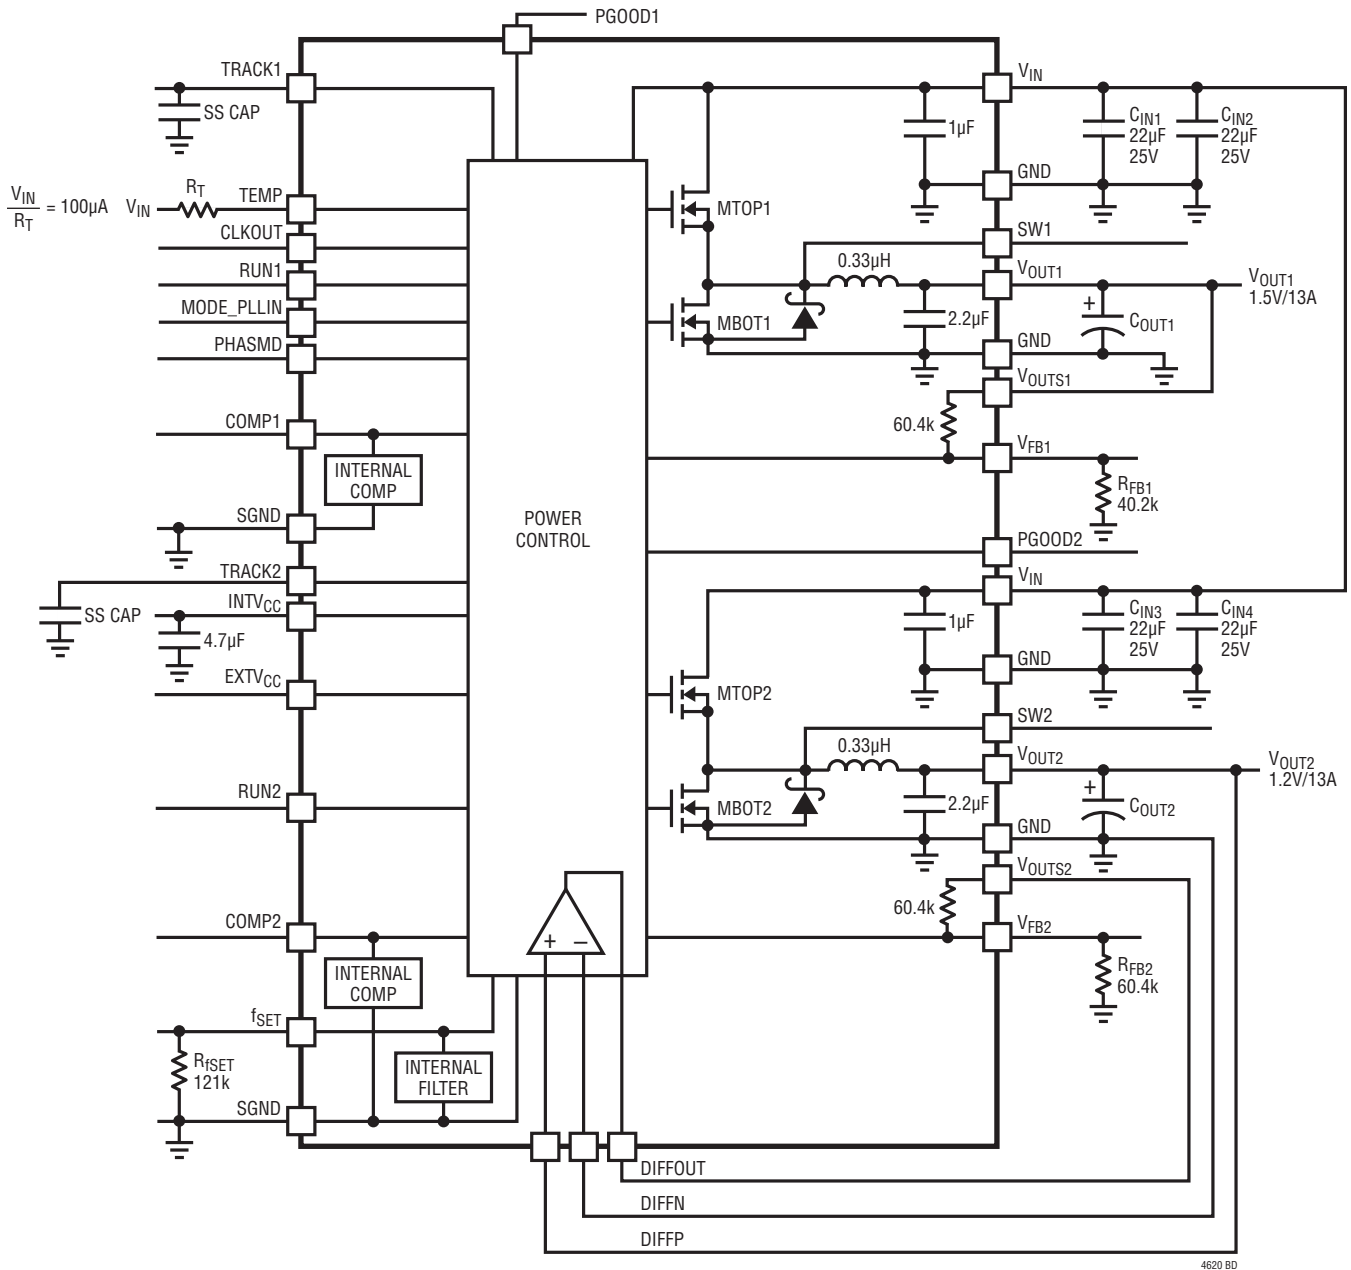 PGOOD1
TRACK1
SS CAP
VIN
1µF
CIN1
22µF
25V
CIN2
22µF
25V
GND
VIN
RT
= 100µA
VIN
RT
TEMP
MTOP1
CLKOUT
SW1
RUN1
0.33µH
VOUT1
VOUT1
1.5V/13A
MODE_PLLIN
MBOT1
2.2µF
+
COUT1
PHASMD
GND
VOUTS1
COMP1
60.4k
INTERNAL
COMP
VFB1
RFB1
40.2k
SGND
POWER
CONTROL
PGOOD2
TRACK2
VIN
SS CAP
INTVCC
4.7µF
1µF
CIN3
22µF
25V
CIN4
22µF
25V
GND
EXTVCC
MTOP2
SW2
0.33µH
VOUT2
VOUT2
1.2V/13A
RUN2
MBOT2
2.2µF
+
COUT2
GND
VOUTS2
60.4k
COMP2
+ –
VFB2
INTERNAL
COMP
RFB2
60.4k
fSET
RfSET
121k
INTERNAL
FILTER
SGND
DIFFOUT
DIFFN
DIFFP
4620 BD